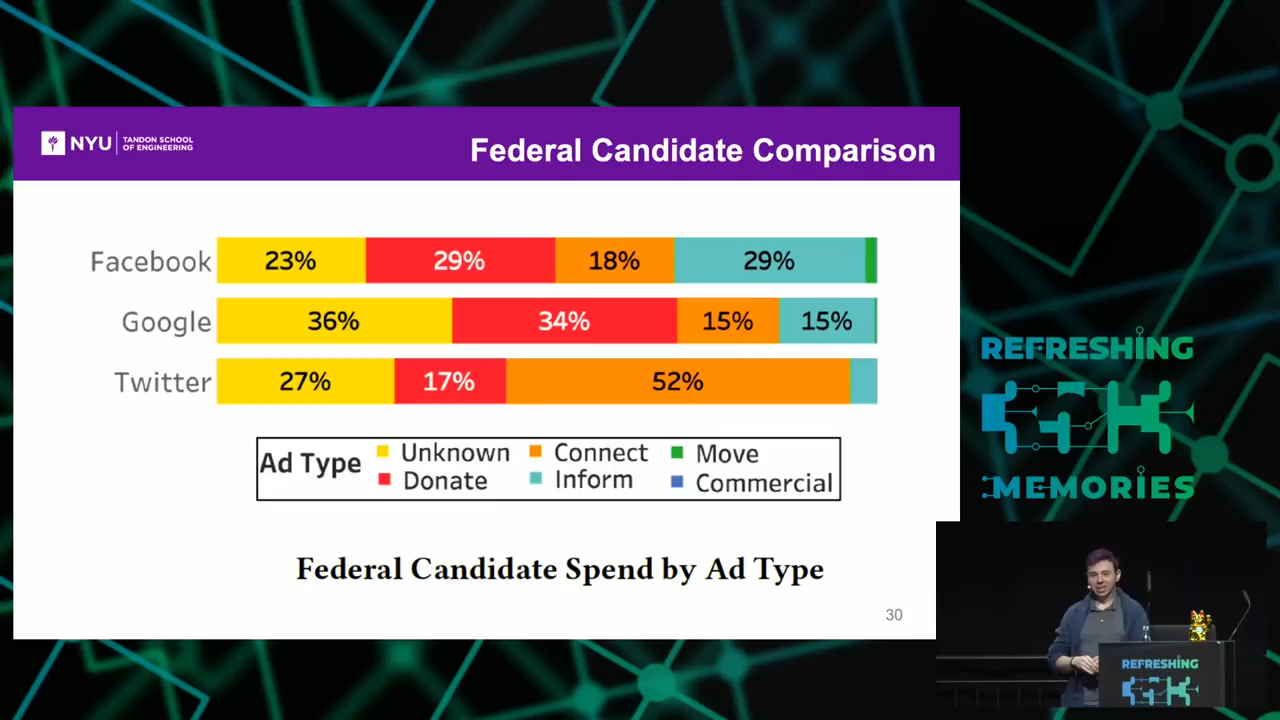 NYU
TANDON SCHOOL
OF ENGINEERING
Federal Candidate Comparison
Facebook 23% 29% 18% 29%
Google 36% 34% 15% 15%
Twitter 27% 17% 52%
Ad Type
Unknown Connect Move
Donate Inform Commercial
Federal Candidate Spend by Ad Type
30
REFRESHING
MEMORIES
REFRESHING